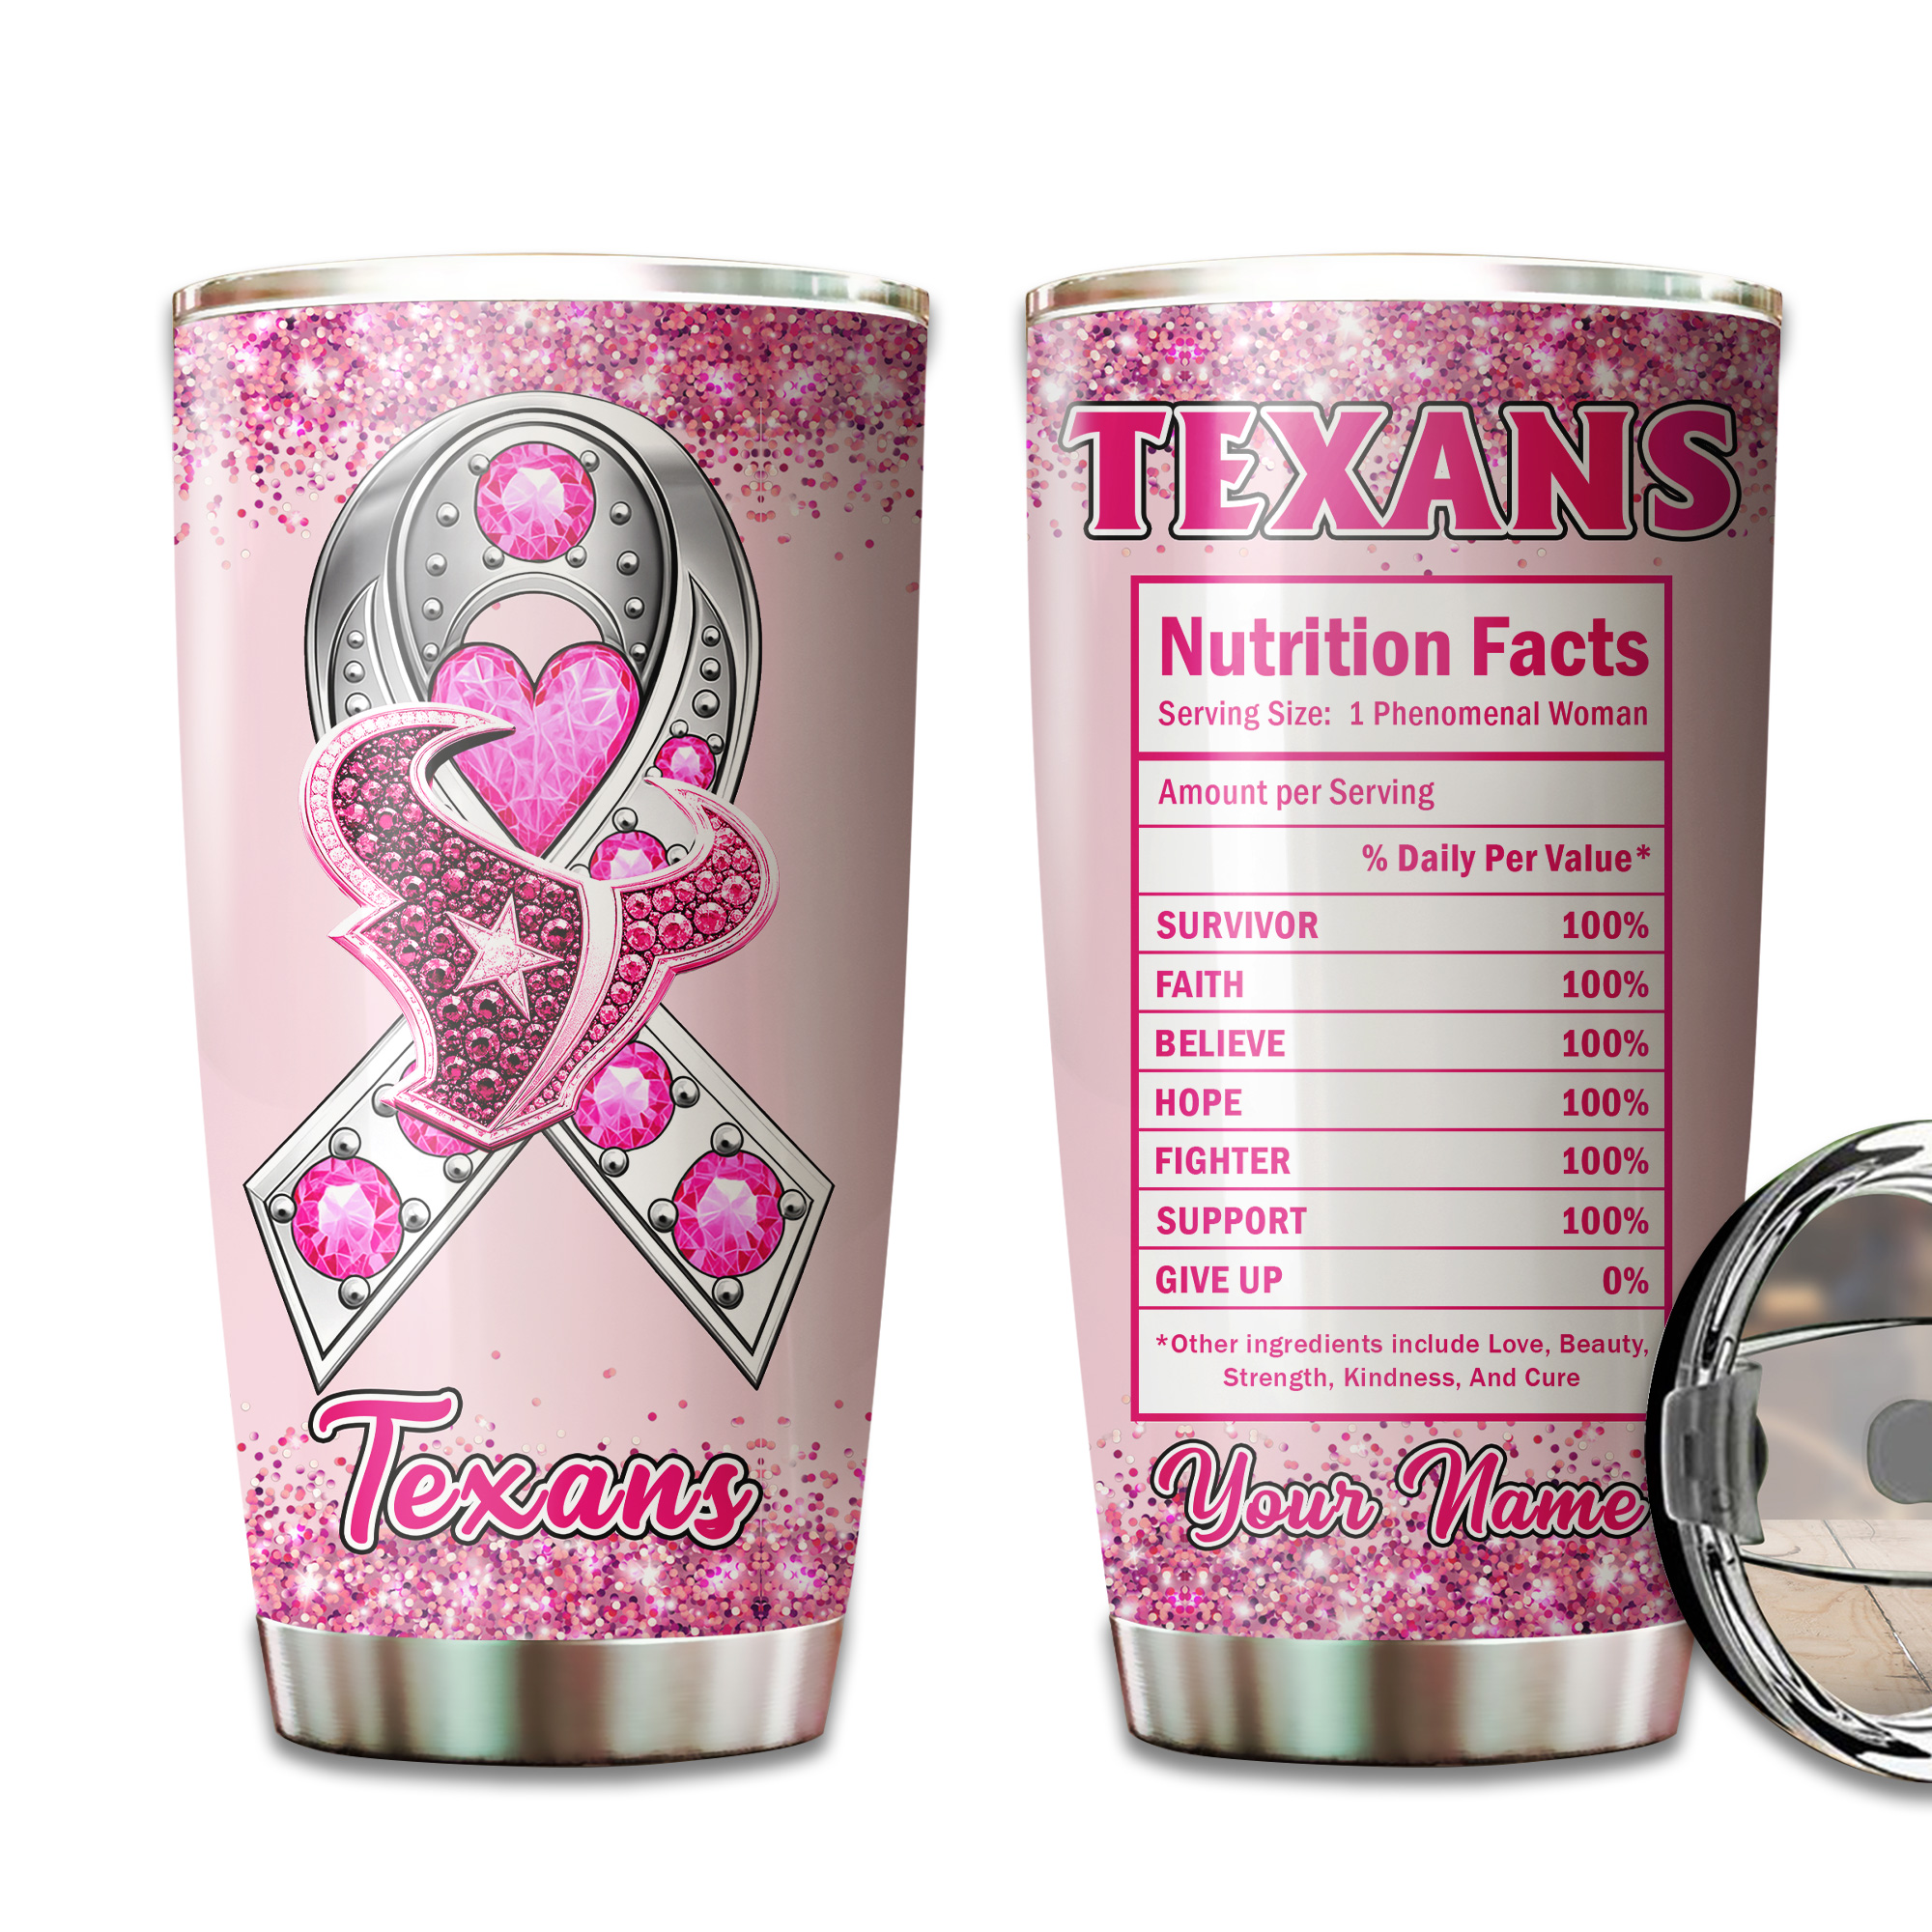 Texans
TEXANS
Nutrition Facts
Serving Size: 1 Phenomenal Woman
Amount per Serving
% Daily Per Value*
SURVIVOR 100%
FAITH 100%
BELIEVE 100%
HOPE 100%
FIGHTER 100%
SUPPORT 100%
GIVE UP 0%
*Other ingredients include Love, Beauty,
Strength, Kindness, And Cure
Your Name